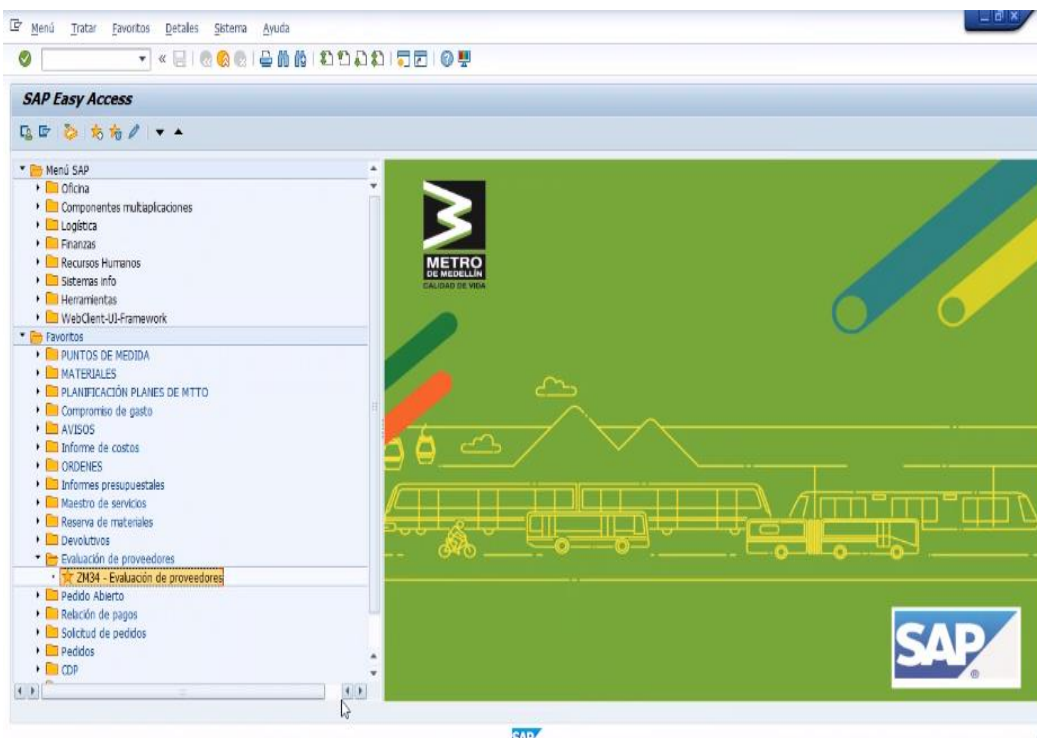 Menú Tratar Favoritos Detalles Sistema Ayuda
SAP Easy Access
Menú SAP
Oficina
Componentes multiaplicaciones
Logística
Finanzas
Recursos Humanos
Sistemas info
Herramientas
WebClient-UI-Framework
Favoritos
PUNTOS DE MEDIDA
MATERIALES
PLANIFICACIÓN PLANES DE MTTO
Compromiso de gasto
AVISOS
Informe de costos
ORDENES
Informes presupuestales
Maestro de servicios
Reserva de materiales
Devolutivos
Evaluación de proveedores
ZM34 - Evaluación de proveedores
Pedido Abierto
Relación de pagos
Solicitud de pedidos
Pedidos
CDP
METRO
DE MEDELLÍN
CALIDAD DE VIDA
SAP
®
SAP